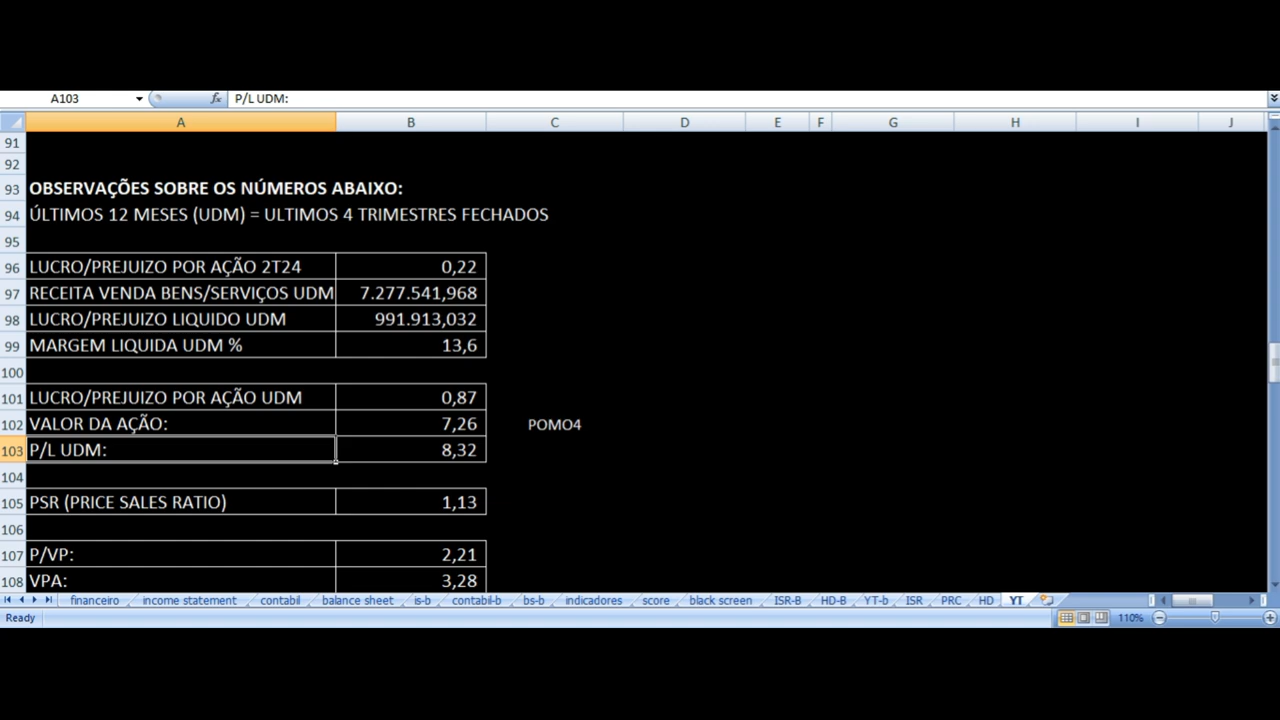 A103 fx P/L UDM:
A B C D E F G H I J
91
92
93 OBSERVAÇÕES SOBRE OS NÚMEROS ABAIXO:
94 ÚLTIMOS 12 MESES (UDM) = ULTIMOS 4 TRIMESTRES FECHADOS
95
96 LUCRO/PREJUIZO POR AÇÃO 2T24 0,22
97 RECEITA VENDA BENS/SERVIÇOS UDM 7.277.541,968
98 LUCRO/PREJUIZO LIQUIDO UDM 991.913,032
99 MARGEM LIQUIDA UDM % 13,6
100
101 LUCRO/PREJUIZO POR AÇÃO UDM 0,87
102 VALOR DA AÇÃO: 7,26 POMO4
103 P/L UDM: 8,32
104
105 PSR (PRICE SALES RATIO) 1,13
106
107 P/VP: 2,21
108 VPA: 3,28
financeiro income statement contabil balance sheet is-b contabil-b bs-b indicadores score black screen ISR-B HD-B YT-b ISR PRC HD YT
Ready 110%